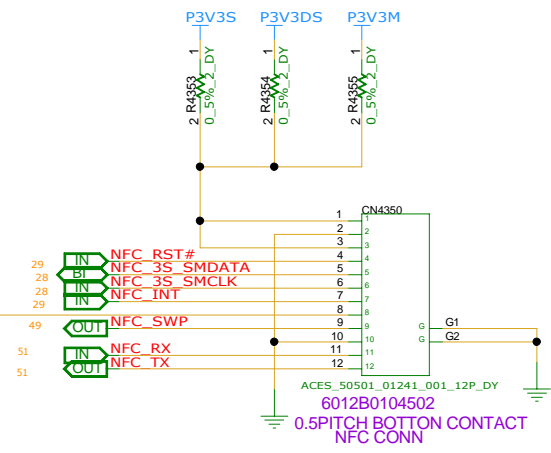 P3V3S P3V3DS P3V3M
1 1 1
R4353 0_5%_2_DY R4354 0_5%_2_DY R4355 0_5%_2_DY
2 2 2
CN4350
1 1
2 2
3 3
IN NFC_RST# 4 4
29
BI NFC_3S_SMDATA 5 5
28
IN NFC_3S_SMCLK 6 6
28
IN NFC_INT 7 7
29
8 8
49 OUT NFC_SWP 9 9 G G1
10 10 G G2
51 IN NFC_RX 11 11
51 OUT NFC_TX 12 12
ACES_50501_01241_001_12P_DY
6012B0104502
0.5PITCH BOTTON CONTACT
NFC CONN